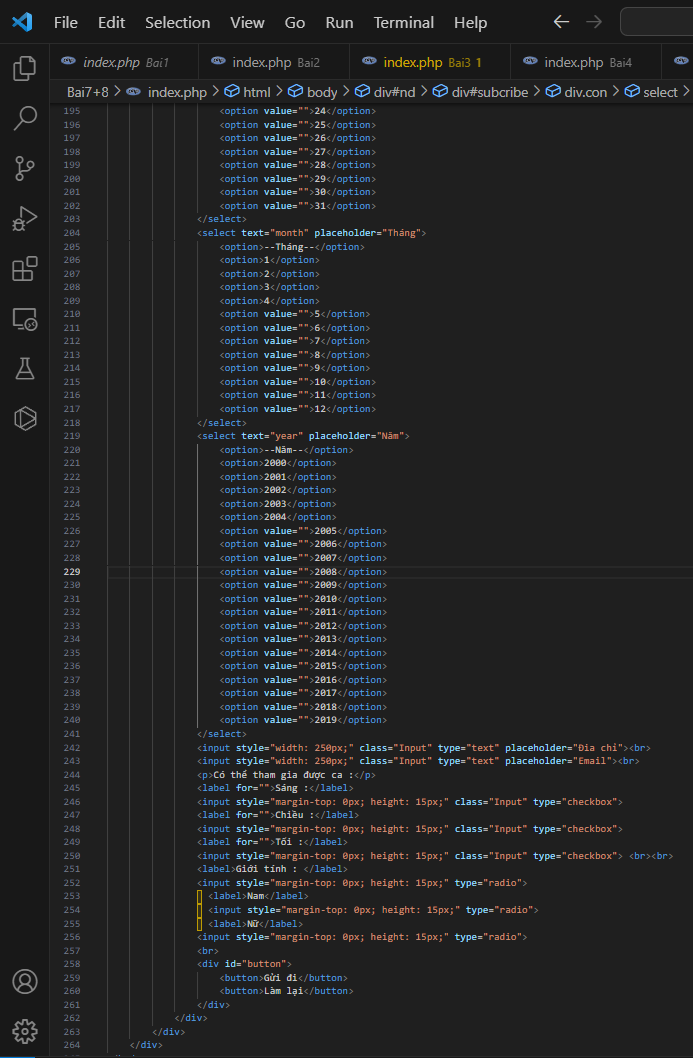 File Edit Selection View Go Run Terminal Help
index.php Bai1 index.php Bai2 index.php Bai3 1 index.php Bai4
Bai7+8 > index.php > html > body > div#nd > div#subcribe > div.con > select >
195 <option value="">24</option>
196 <option value="">25</option>
197 <option value="">26</option>
198 <option value="">27</option>
199 <option value="">28</option>
200 <option value="">29</option>
201 <option value="">30</option>
202 <option value="">31</option>
203 </select>
204 <select text="month" placeholder="Tháng">
205 <option>--Tháng--</option>
206 <option>1</option>
207 <option>2</option>
208 <option>3</option>
209 <option>4</option>
210 <option value="">5</option>
211 <option value="">6</option>
212 <option value="">7</option>
213 <option value="">8</option>
214 <option value="">9</option>
215 <option value="">10</option>
216 <option value="">11</option>
217 <option value="">12</option>
218 </select>
219 <select text="year" placeholder="Năm">
220 <option>--Năm--</option>
221 <option>2000</option>
222 <option>2001</option>
223 <option>2002</option>
224 <option>2003</option>
225 <option>2004</option>
226 <option value="">2005</option>
227 <option value="">2006</option>
228 <option value="">2007</option>
229 <option value="">2008</option>
230 <option value="">2009</option>
231 <option value="">2010</option>
232 <option value="">2011</option>
233 <option value="">2012</option>
234 <option value="">2013</option>
235 <option value="">2014</option>
236 <option value="">2015</option>
237 <option value="">2016</option>
238 <option value="">2017</option>
239 <option value="">2018</option>
240 <option value="">2019</option>
241 </select>
242 <input style="width: 250px;" class="Input" type="text" placeholder="Địa chỉ"><br>
243 <input style="width: 250px;" class="Input" type="text" placeholder="Email"><br>
244 <p>Có thể tham gia được ca :</p>
245 <label for="">Sáng :</label>
246 <input style="margin-top: 0px; height: 15px;" class="Input" type="checkbox">
247 <label for="">Chiều :</label>
248 <input style="margin-top: 0px; height: 15px;" class="Input" type="checkbox">
249 <label for="">Tối :</label>
250 <input style="margin-top: 0px; height: 15px;" class="Input" type="checkbox"> <br><br>
251 <label>Giới tính : </label>
252 <input style="margin-top: 0px; height: 15px;" type="radio">
253 <label>Nam</label>
254 <input style="margin-top: 0px; height: 15px;" type="radio">
255 <label>Nữ</label>
256 <input style="margin-top: 0px; height: 15px;" type="radio">
257 <br>
258 <div id="button">
259 <button>Gửi đi</button>
260 <button>Làm lại</button>
261 </div>
262 </div>
263 </div>
264 </div>